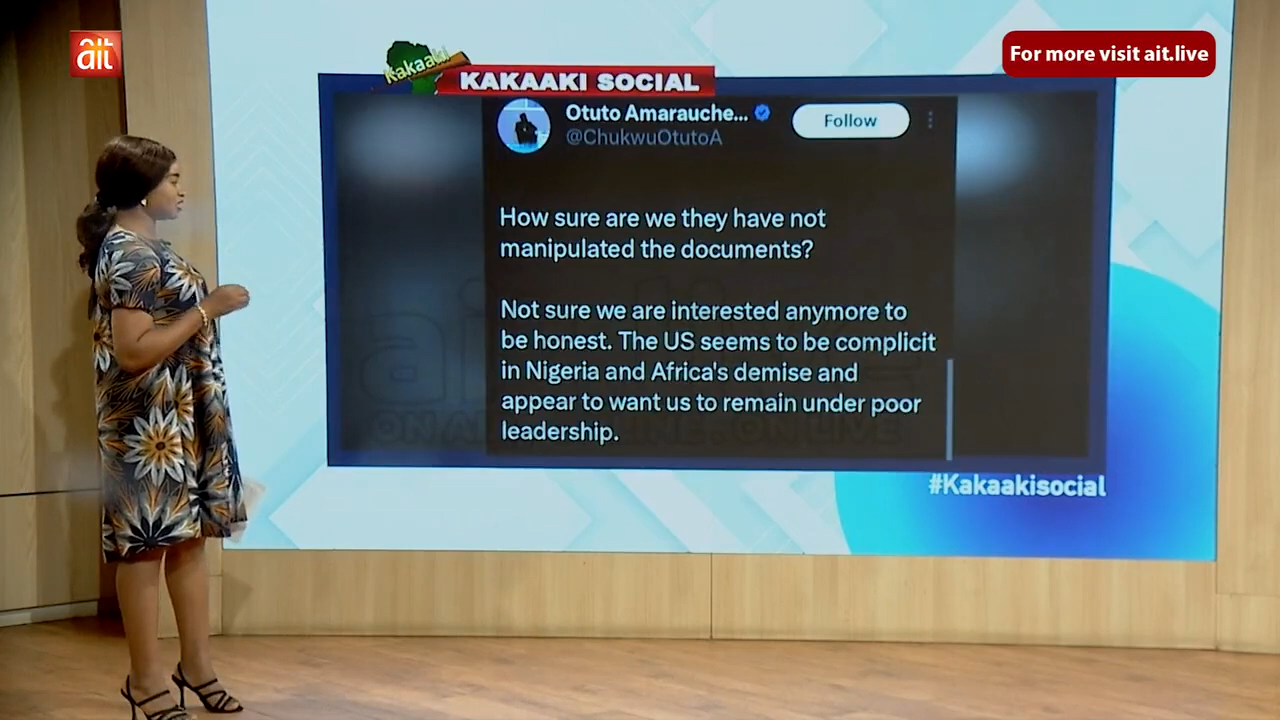 ait
For more visit ait.live
Kakaaki
KAKAAKI SOCIAL
Otuto Amarauche...
@ChukwuOtutoA
Follow
How sure are we they have not
manipulated the documents?
Not sure we are interested anymore to
be honest. The US seems to be complicit
in Nigeria and Africa's demise and
appear to want us to remain under poor
leadership.
#Kakaakisocial